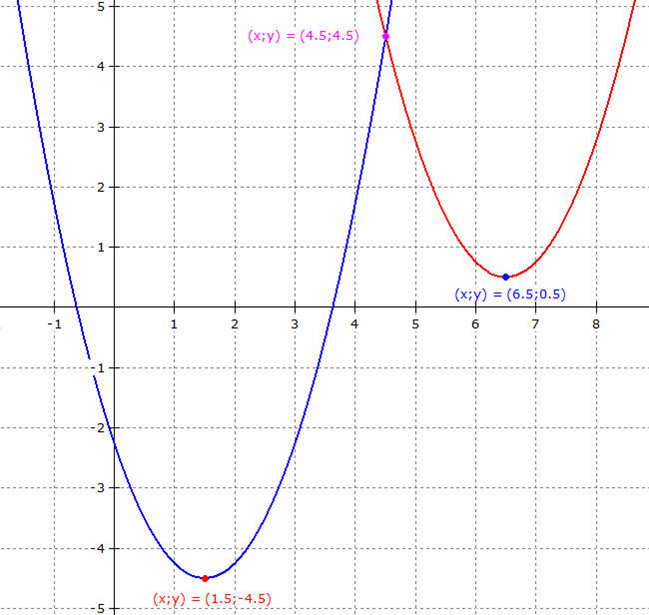 5
(x;y) = (4.5;4.5)
4
3
2
1
(x;y) = (6.5;0.5)
-1 1 2 3 4 5 6 7 8
-1
-2
-3
-4
(x;y) = (1.5;-4.5)
-5